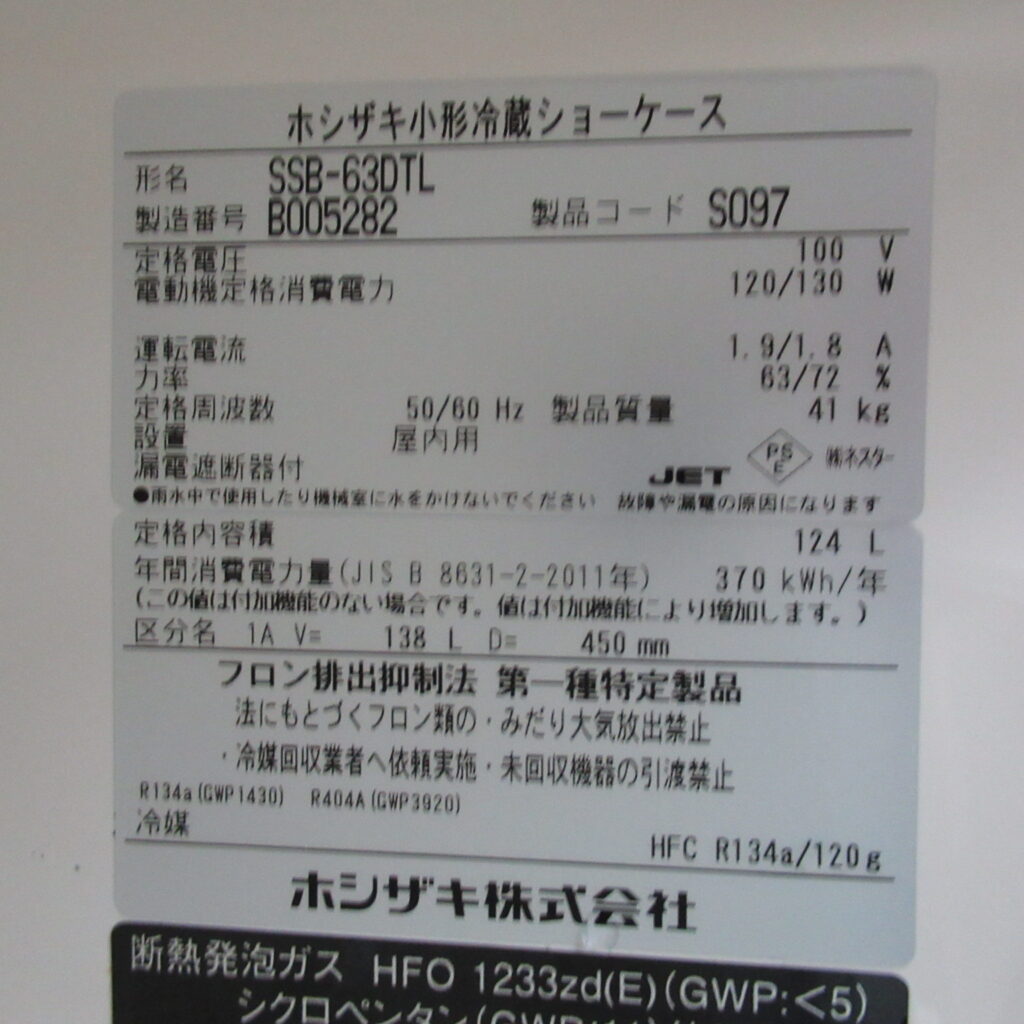 ホシザキ小形冷蔵ショーケース
形名 SSB-63DTL
製造番号 B005282 製品コード S097
定格電圧 100 V
電動機定格消費電力 120/130 W
運転電流 1.9/1.8 A
力率 63/72 %
定格周波数 50/60 Hz 製品質量 41 kg
設置 屋内用
漏電遮断器付 JET PSE ㈱ネスター
●雨水中で使用したり機械室に水をかけないでください 故障や漏電の原因になります
定格内容積 124 L
年間消費電力量(JIS B 8631-2-2011年) 370 kWh/年
(この値は付加機能のない場合です。値は付加機能により増加します。)
区分名 1A V= 138 L D= 450 mm
フロン排出抑制法 第一種特定製品
法にもとづくフロン類の・みだり大気放出禁止
・冷媒回収業者へ依頼実施・未回収機器の引渡禁止
R134a(GWP1430) R404A(GWP3920)
冷媒 HFC R134a/120g
ホシザキ株式会社
断熱発泡ガス HFO 1233zd(E)(GWP:<5)
シクロペンタン